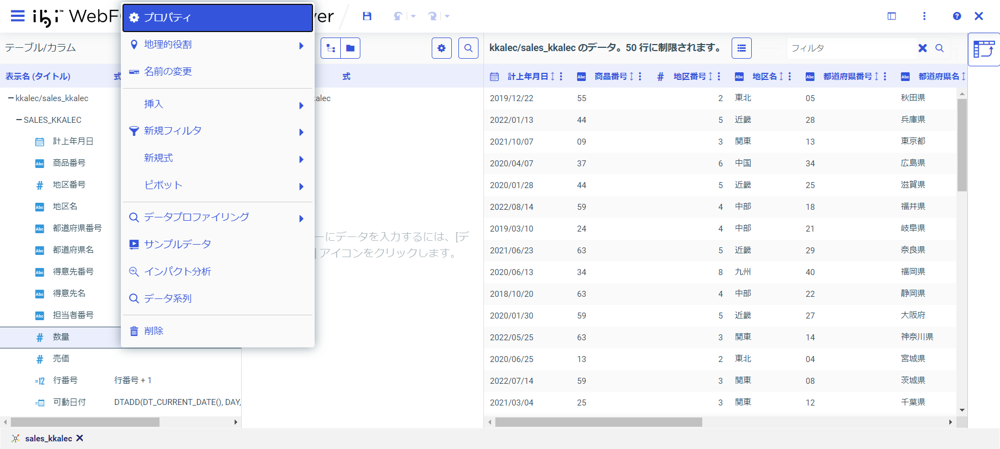 ibi™ WebF
ver
プロパティ
地理的役割
名前の変更
挿入
新規フィルタ
新規式
ピボット
データプロファイリング
サンプルデータ
インパクト分析
データ系列
削除
テーブル/カラム
表示名 (タイトル) 式
kkalec/sales_kkalec
SALES_KKALEC
計上年月日
Abc 商品番号
# 地区番号
Abc 地区名
Abc 都道府県番号
Abc 都道府県名
Abc 得意先番号
Abc 得意先名
Abc 担当者番号
# 数量
# 売価
=12 行番号 行番号 + 1
可動日付 DTADD(DT_CURRENT_DATE(), DAY,
式
alec
ーにデータを入力するには、[デ
] アイコンをクリックします。
kkalec/sales_kkalec のデータ。50 行に制限されます。
フィルタ
計上年月日 Abc 商品番号 # 地区番号 Abc 地区名 Abc 都道府県番号 Abc 都道府県名
2019/12/22 55 2 東北 05 秋田県
2022/01/13 44 5 近畿 28 兵庫県
2021/10/07 09 3 関東 13 東京都
2020/04/07 37 6 中国 34 広島県
2020/01/28 44 5 近畿 25 滋賀県
2022/08/14 59 4 中部 18 福井県
2019/03/10 24 4 中部 21 岐阜県
2021/06/23 63 5 近畿 29 奈良県
2020/06/13 34 8 九州 40 福岡県
2018/10/20 63 4 中部 22 静岡県
2020/01/30 59 5 近畿 27 大阪府
2022/05/25 63 3 関東 14 神奈川県
2020/06/25 13 2 東北 04 宮城県
2022/07/14 59 3 関東 08 茨城県
2021/03/04 25 3 関東 12 千葉県
sales_kkalec